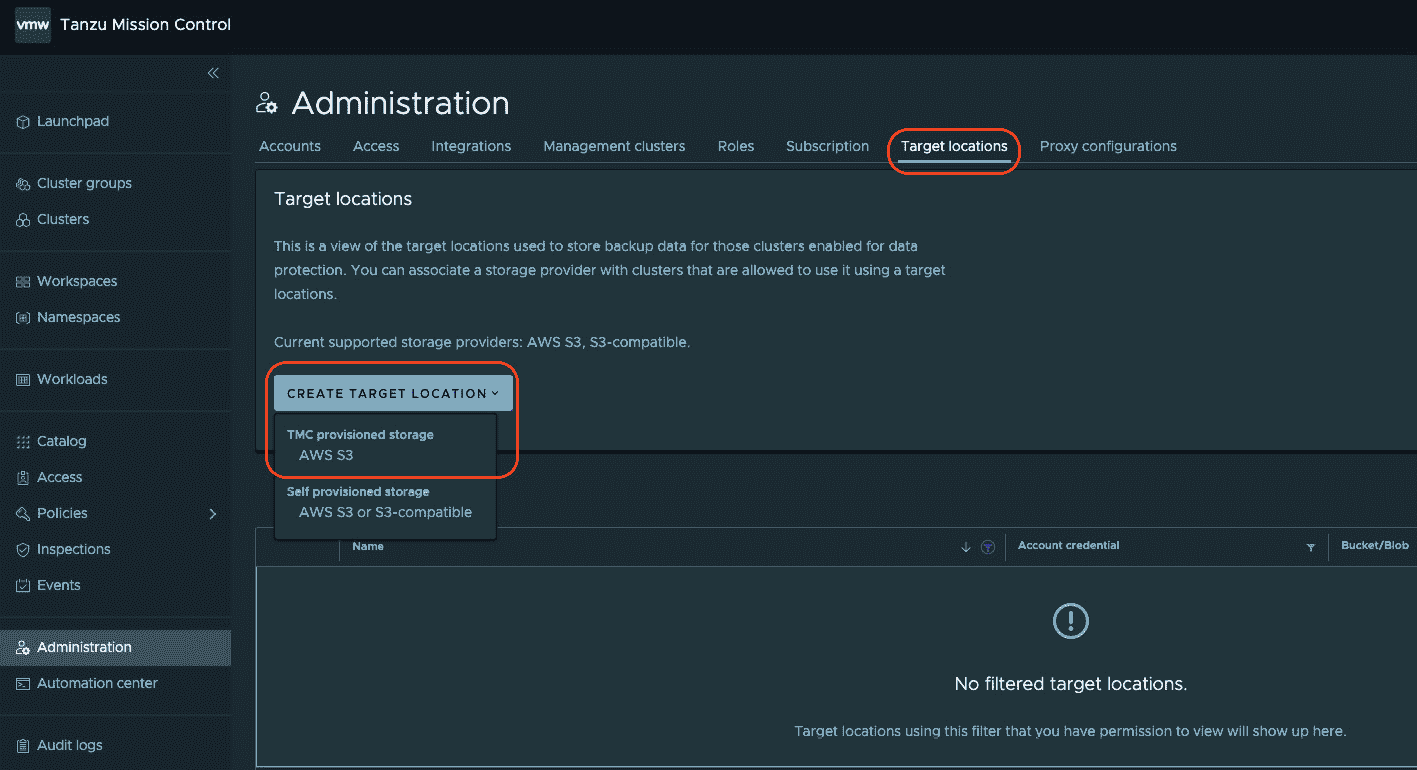 vmw Tanzu Mission Control
Launchpad
Cluster groups
Clusters
Workspaces
Namespaces
Workloads
Catalog
Access
Policies
Inspections
Events
Administration
Automation center
Audit logs
Administration
Accounts Access Integrations Management clusters Roles Subscription Target locations Proxy configurations
Target locations
This is a view of the target locations used to store backup data for those clusters enabled for data
protection. You can associate a storage provider with clusters that are allowed to use it using a target
locations.
Current supported storage providers: AWS S3, S3-compatible.
CREATE TARGET LOCATION
TMC provisioned storage
AWS S3
Self provisioned storage
AWS S3 or S3-compatible
Name Account credential Bucket/Blob
No filtered target locations.
Target locations using this filter that you have permission to view will show up here.